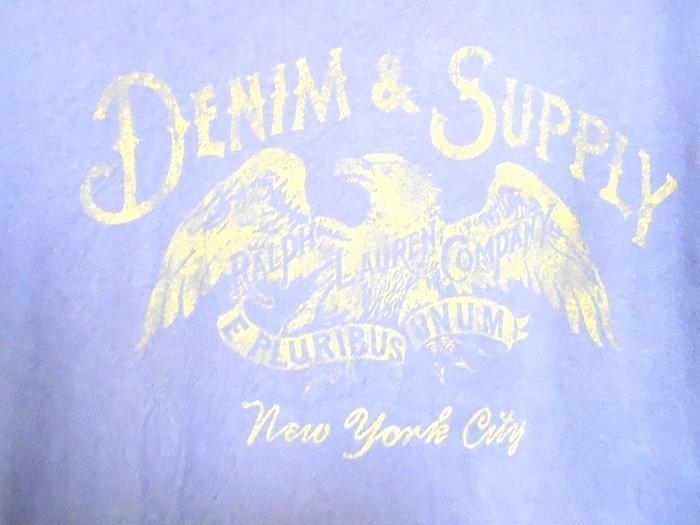 DENIM & SUPPLY
RALPH LAUREN COMPANY
E PLURIBUS UNUM
New York City